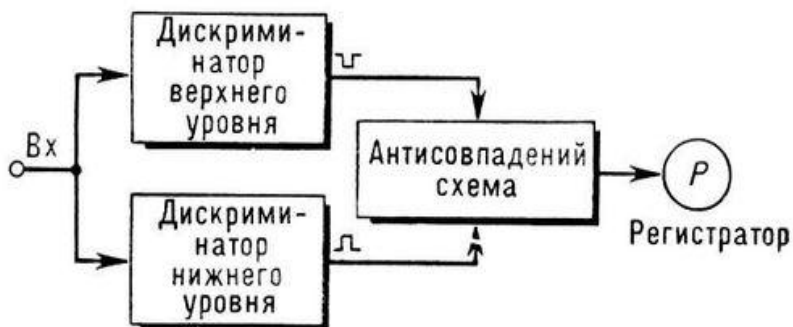 Дискрими-
натор
верхнего
уровня
Вх
Антисовпадений
схема
Р
Регистратор
Дискрими-
натор
нижнего
уровня